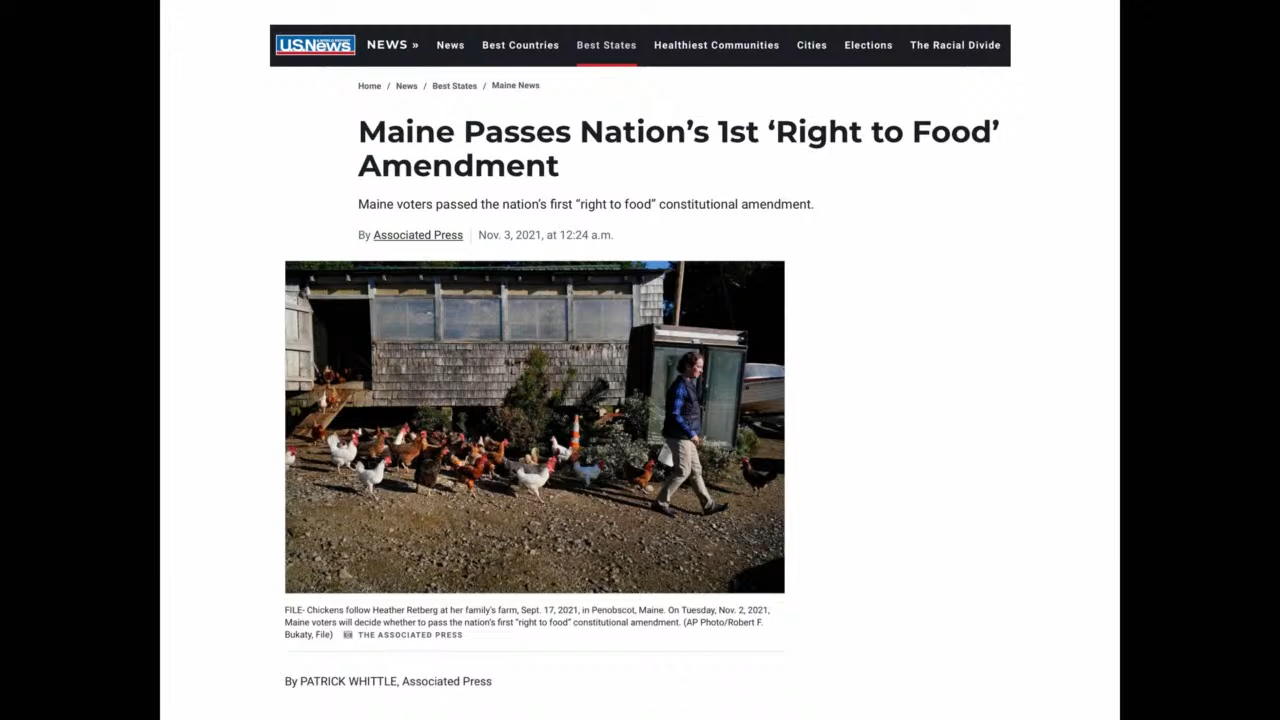 U.S.News NEWS » News Best Countries Best States Healthiest Communities Cities Elections The Racial Divide
Home / News / Best States / Maine News
Maine Passes Nation’s 1st ‘Right to Food’
Amendment
Maine voters passed the nation’s first “right to food” constitutional amendment.
By Associated Press Nov. 3, 2021, at 12:24 a.m.
FILE- Chickens follow Heather Retberg at her family's farm, Sept. 17, 2021, in Penobscot, Maine. On Tuesday, Nov. 2, 2021,
Maine voters will decide whether to pass the nation's first "right to food" constitutional amendment. (AP Photo/Robert F.
Bukaty, File) THE ASSOCIATED PRESS
By PATRICK WHITTLE, Associated Press